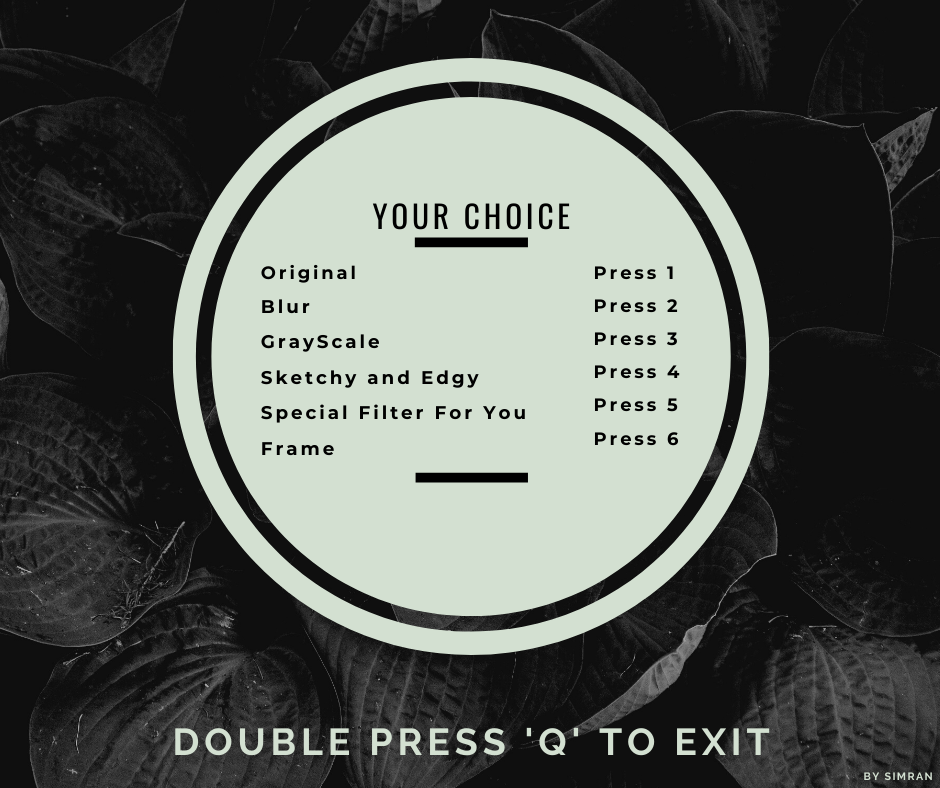 YOUR CHOICE
Original Press 1
Blur Press 2
GrayScale Press 3
Sketchy and Edgy Press 4
Special Filter For You Press 5
Frame Press 6
DOUBLE PRESS 'Q' TO EXIT
BY SIMRAN